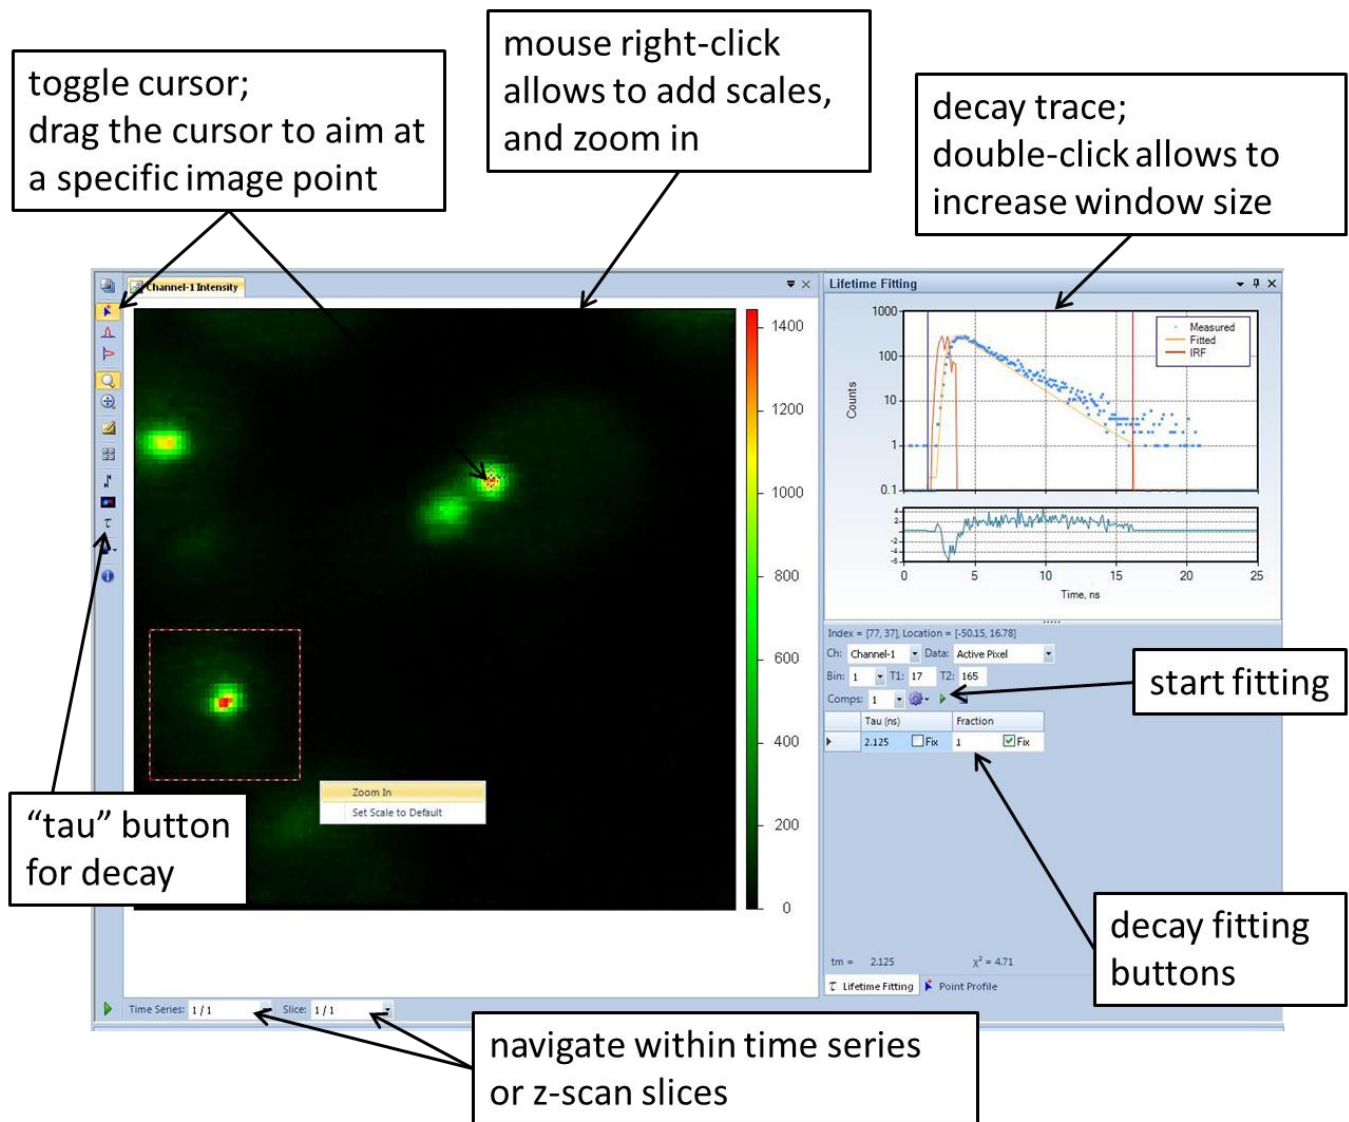 mouse right-click
allows to add scales,
and zoom in
toggle cursor;
drag the cursor to aim at
a specific image point
decay trace;
double-click allows to
increase window size
Channel-1 Intensity
1400
1200
1000
800
600
400
200
0
Zoom In
Set Scale to Default
τ
"tau" button
for decay
Lifetime Fitting
1000
100
10
1
0.1
Counts
Measured
Fitted
IRF
4
2
-2
-4
-6
0 5 10 15 20 25
Time, ns
Index = [77, 37], Location = [-50.15, 16.78]
Ch: Channel-1 Data: Active Pixel
Bin: 1 T1: 17 T2: 165
Comps: 1
Tau (ns) Fraction
2.125 Fix 1 Fix
start fitting
decay fitting
buttons
tm = 2.125 χ² = 4.71
τ Lifetime Fitting Point Profile
Time Series: 1 / 1 Slice: 1 / 1
navigate within time series
or z-scan slices